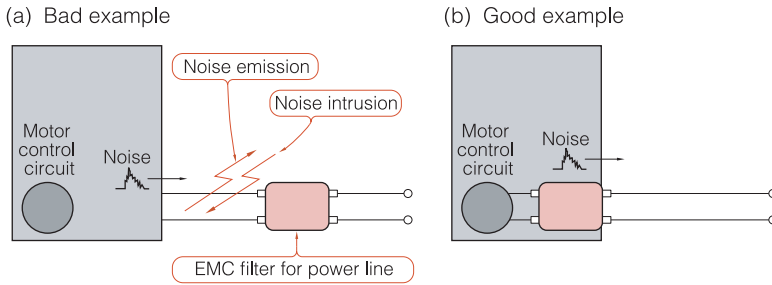 (a) Bad example
Noise emission
Noise intrusion
Motor
control
circuit
Noise
EMC filter for power line
(b) Good example
Motor
control
circuit
Noise